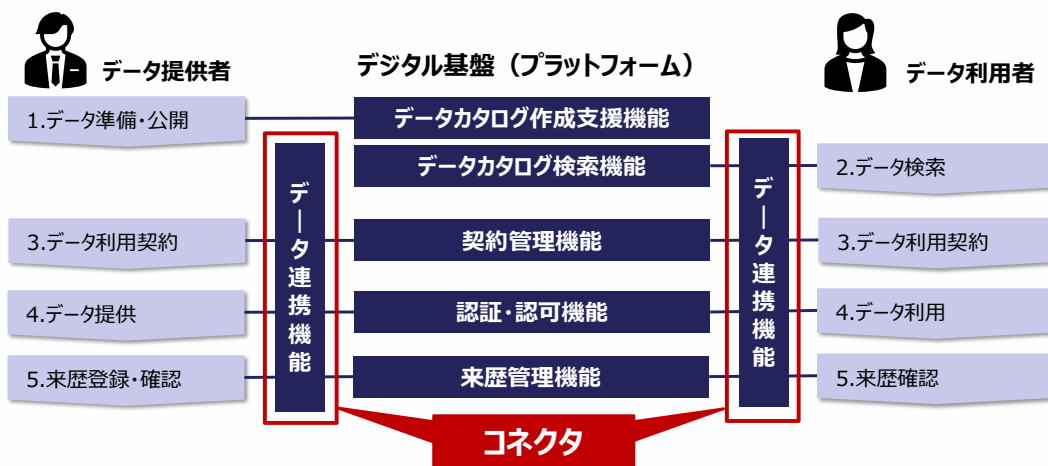 データ提供者
デジタル基盤（プラットフォーム）
データ利用者
1.データ準備・公開
データカタログ作成支援機能
データカタログ検索機能
2.データ検索
データ連携機能
データ連携機能
3.データ利用契約
契約管理機能
3.データ利用契約
4.データ提供
認証・認可機能
4.データ利用
5.来歴登録・確認
来歴管理機能
5.来歴確認
コネクタ